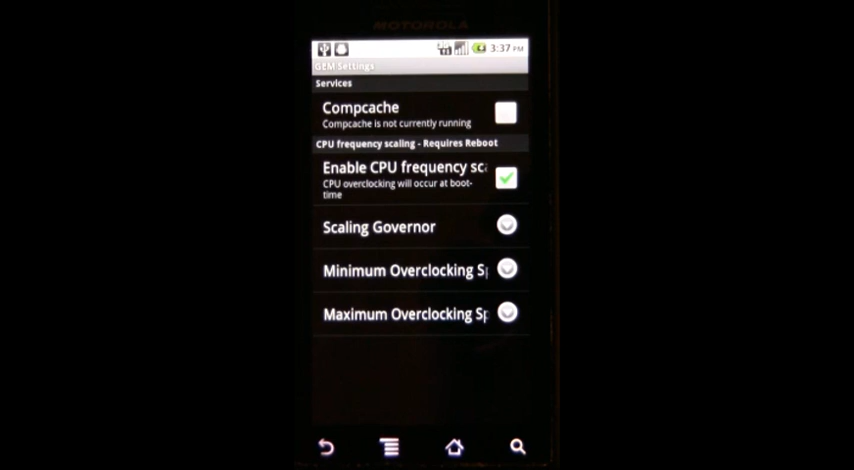 MOTOROLA
3:37 PM
GEM Settings
Services
Compcache
Compcache is not currently running
CPU frequency scaling - Requires Reboot
Enable CPU frequency sc
CPU overclocking will occur at boot-
time
Scaling Governor
Minimum Overclocking S
Maximum Overclocking Sp